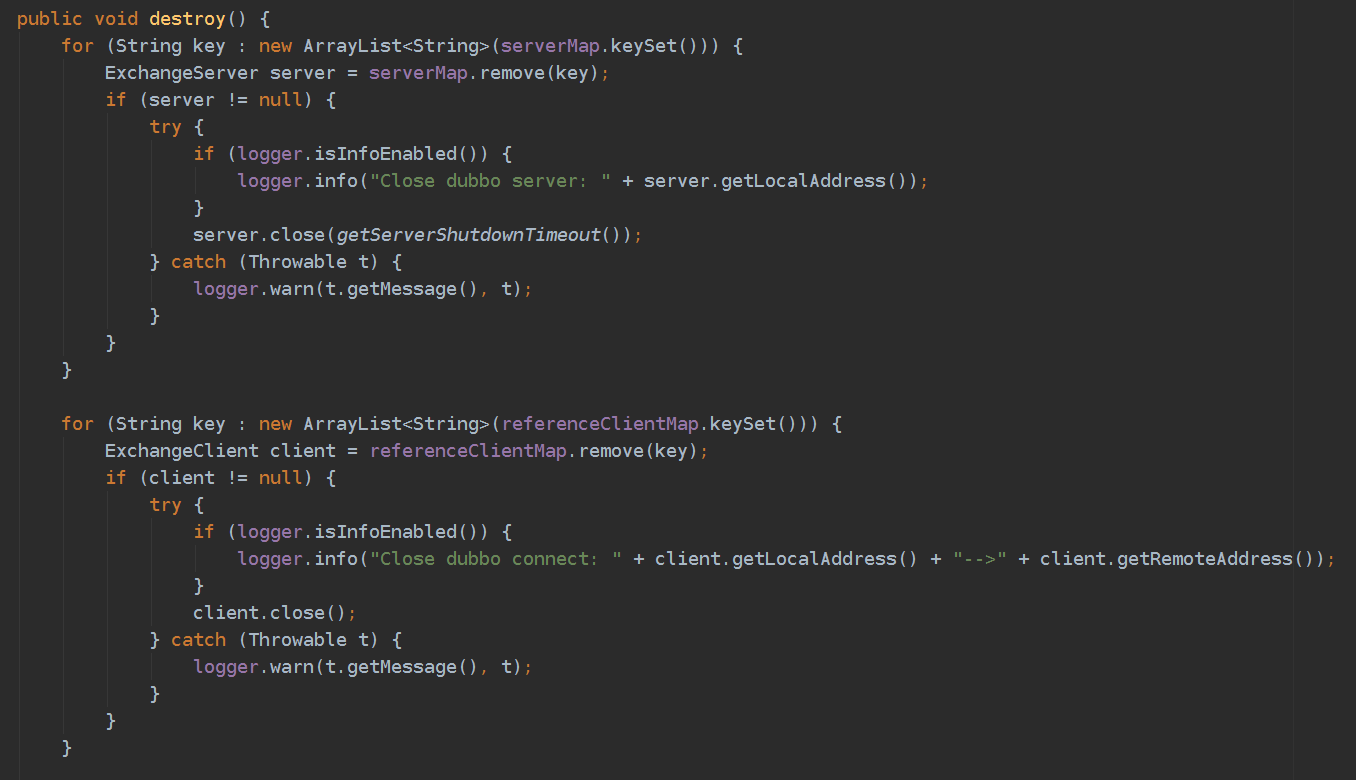 public void destroy() {
    for (String key : new ArrayList<String>(serverMap.keySet())) {
        ExchangeServer server = serverMap.remove(key);
        if (server != null) {
            try {
                if (logger.isInfoEnabled()) {
                    logger.info("Close dubbo server: " + server.getLocalAddress());
                }
                server.close(getServerShutdownTimeout());
            } catch (Throwable t) {
                logger.warn(t.getMessage(), t);
            }
        }
    }

    for (String key : new ArrayList<String>(referenceClientMap.keySet())) {
        ExchangeClient client = referenceClientMap.remove(key);
        if (client != null) {
            try {
                if (logger.isInfoEnabled()) {
                    logger.info("Close dubbo connect: " + client.getLocalAddress() + "-->" + client.getRemoteAddress());
                }
                client.close();
            } catch (Throwable t) {
                logger.warn(t.getMessage(), t);
            }
        }
    }